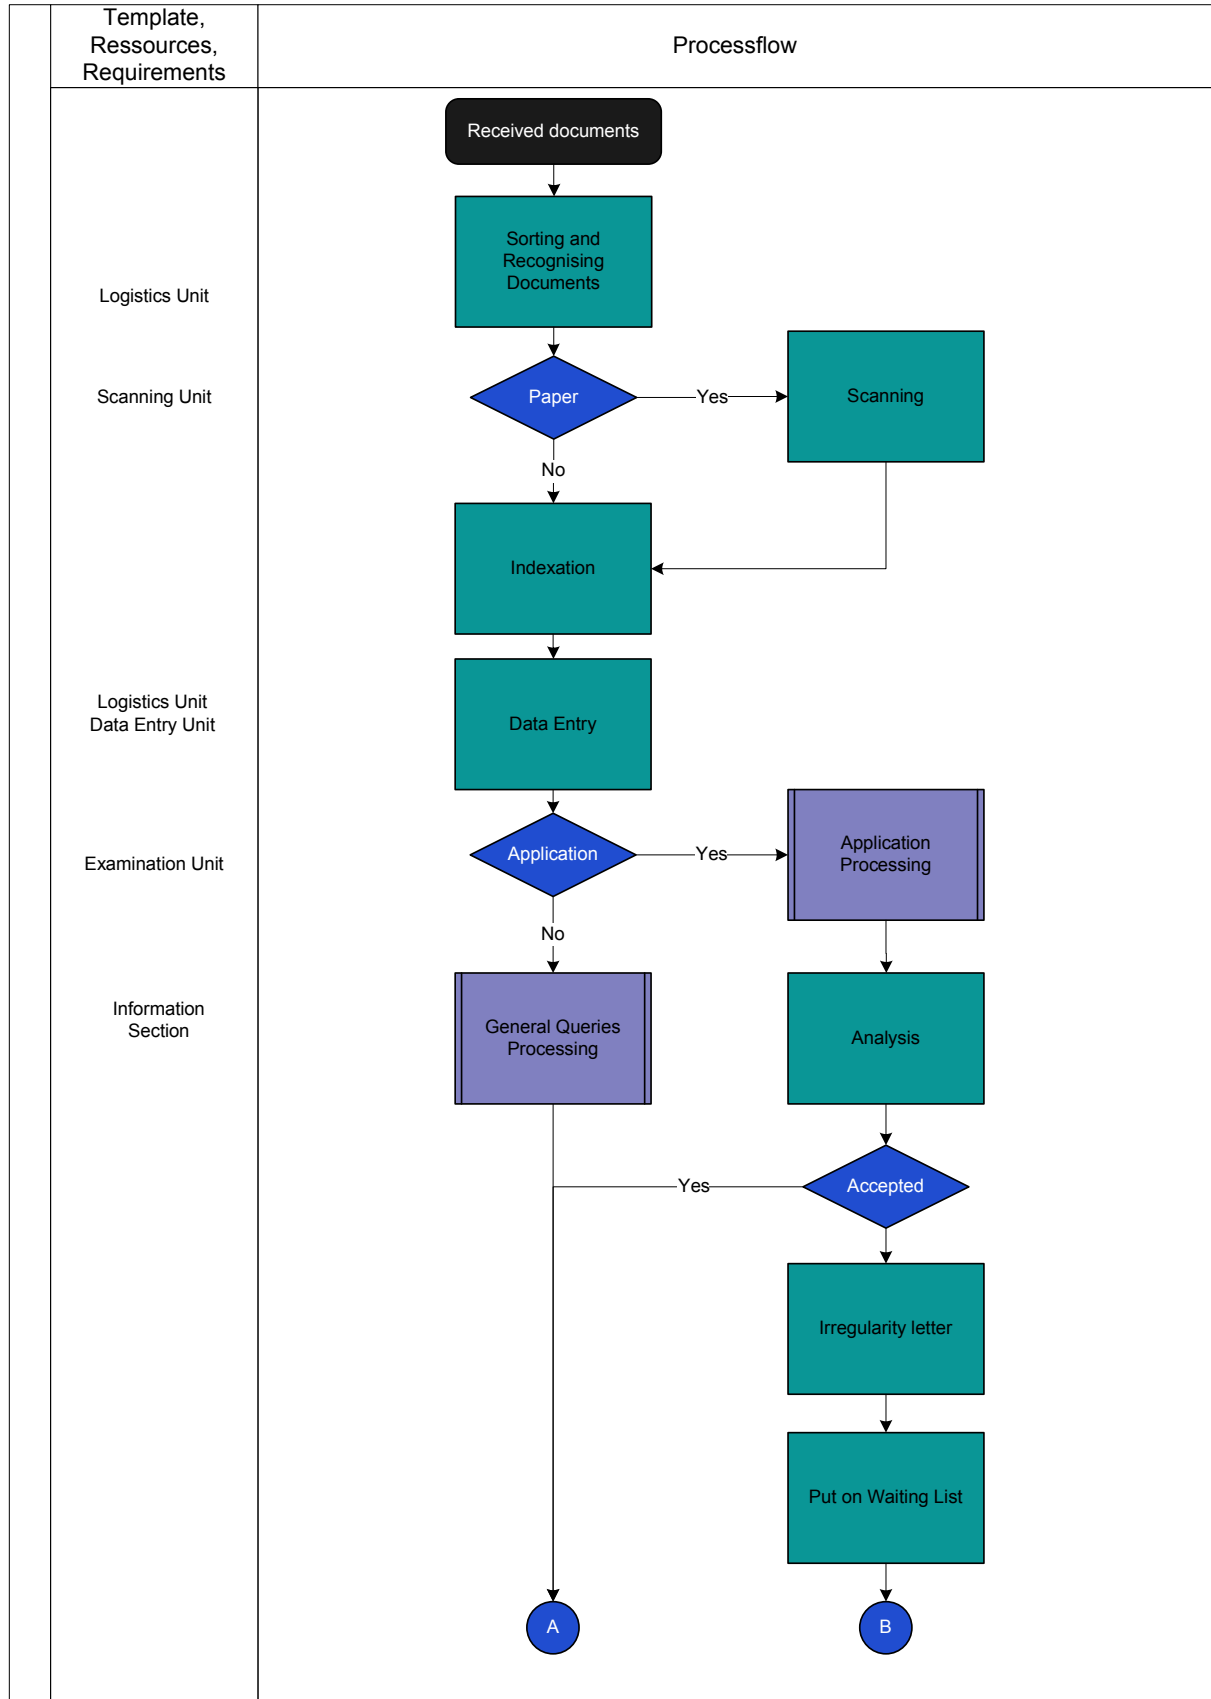 Template,
Ressources,
Requirements
Processflow
Received documents
Sorting and
Recognising
Documents
Logistics Unit
Scanning Unit
Paper
Yes
Scanning
No
Indexation
Logistics Unit
Data Entry Unit
Data Entry
Examination Unit
Application
Yes
Application
Processing
No
Information
Section
General Queries
Processing
Analysis
Yes
Accepted
Irregularity letter
Put on Waiting List
A
B